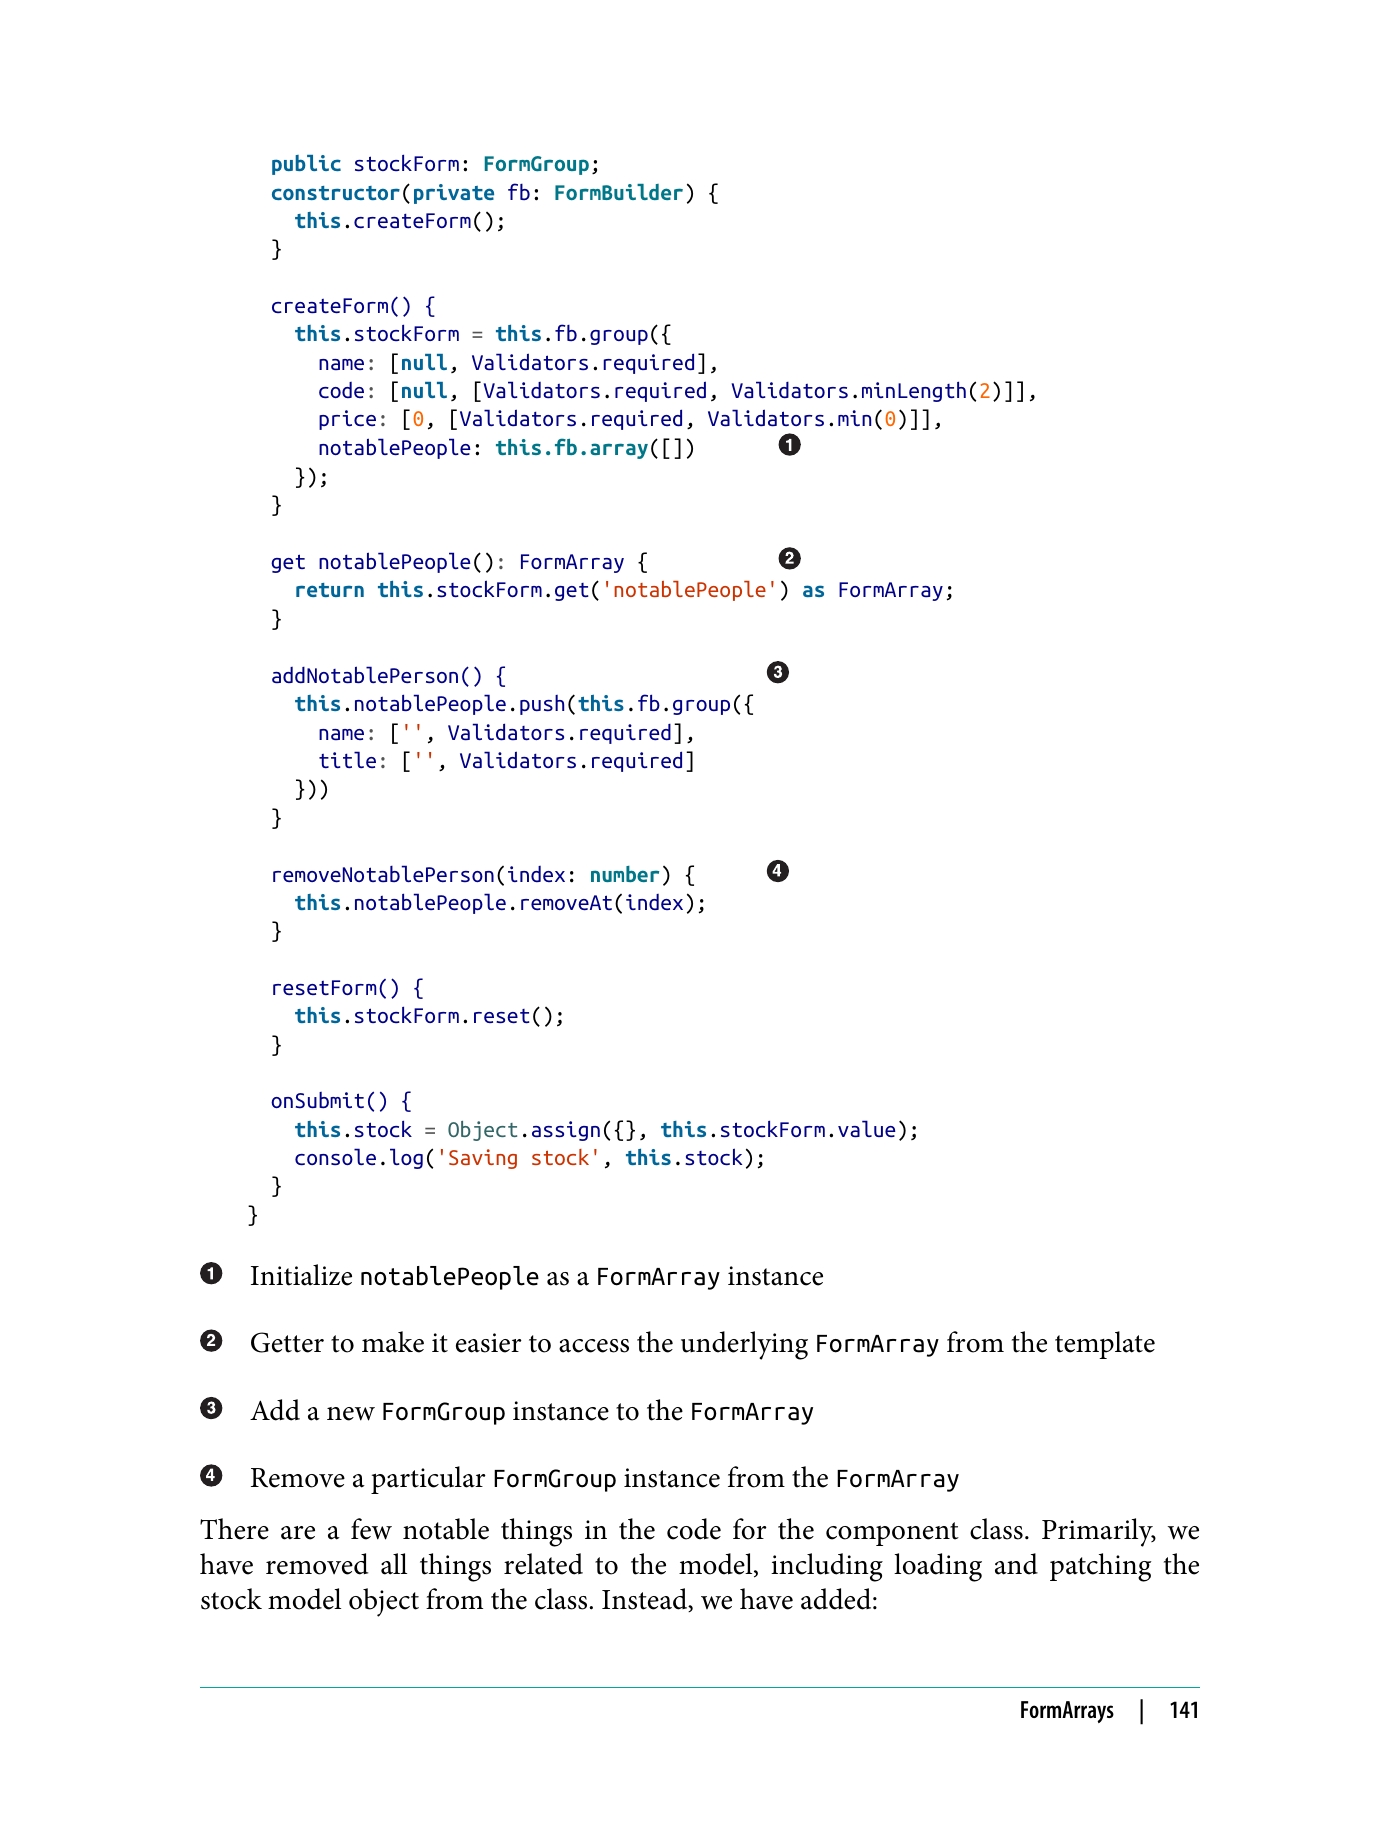 public stockForm: FormGroup;
constructor(private fb: FormBuilder) {
  this.createForm();
}

createForm() {
  this.stockForm = this.fb.group({
    name: [null, Validators.required],
    code: [null, [Validators.required, Validators.minLength(2)]],
    price: [0, [Validators.required, Validators.min(0)]],
    notablePeople: this.fb.array([])       ❶
  });
}

get notablePeople(): FormArray {           ❷
  return this.stockForm.get('notablePeople') as FormArray;
}

addNotablePerson() {                      ❸
  this.notablePeople.push(this.fb.group({
    name: ['', Validators.required],
    title: ['', Validators.required]
  }))
}

removeNotablePerson(index: number) {      ❹
  this.notablePeople.removeAt(index);
}

resetForm() {
  this.stockForm.reset();
}

onSubmit() {
  this.stock = Object.assign({}, this.stockForm.value);
  console.log('Saving stock', this.stock);
}
}
❶ Initialize notablePeople as a FormArray instance
❷ Getter to make it easier to access the underlying FormArray from the template
❸ Add a new FormGroup instance to the FormArray
❹ Remove a particular FormGroup instance from the FormArray
There are a few notable things in the code for the component class. Primarily, we
have removed all things related to the model, including loading and patching the
stock model object from the class. Instead, we have added:
FormArrays | 141